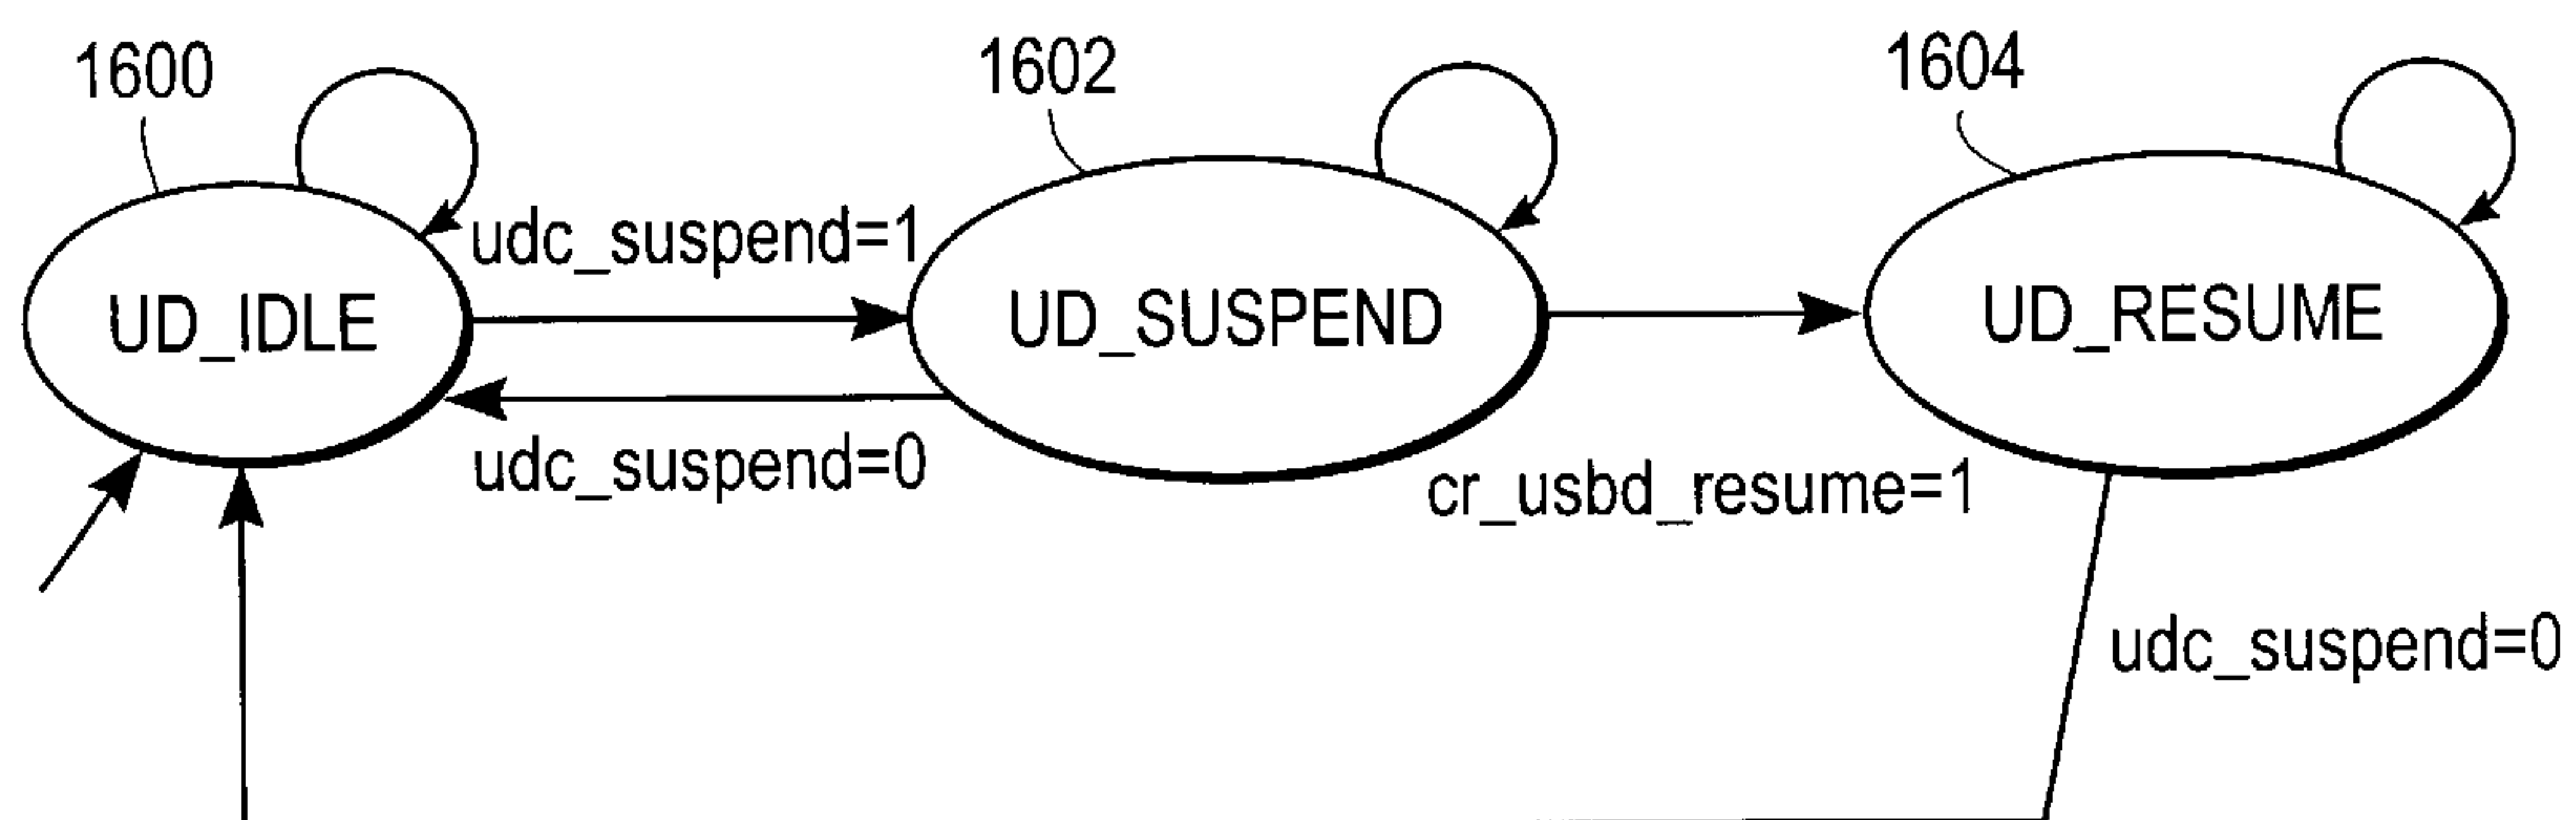 1600
1602
1604
udc_suspend=1
UD_IDLE
UD_SUSPEND
UD_RESUME
udc_suspend=0
cr_usbd_resume=1
udc_suspend=0